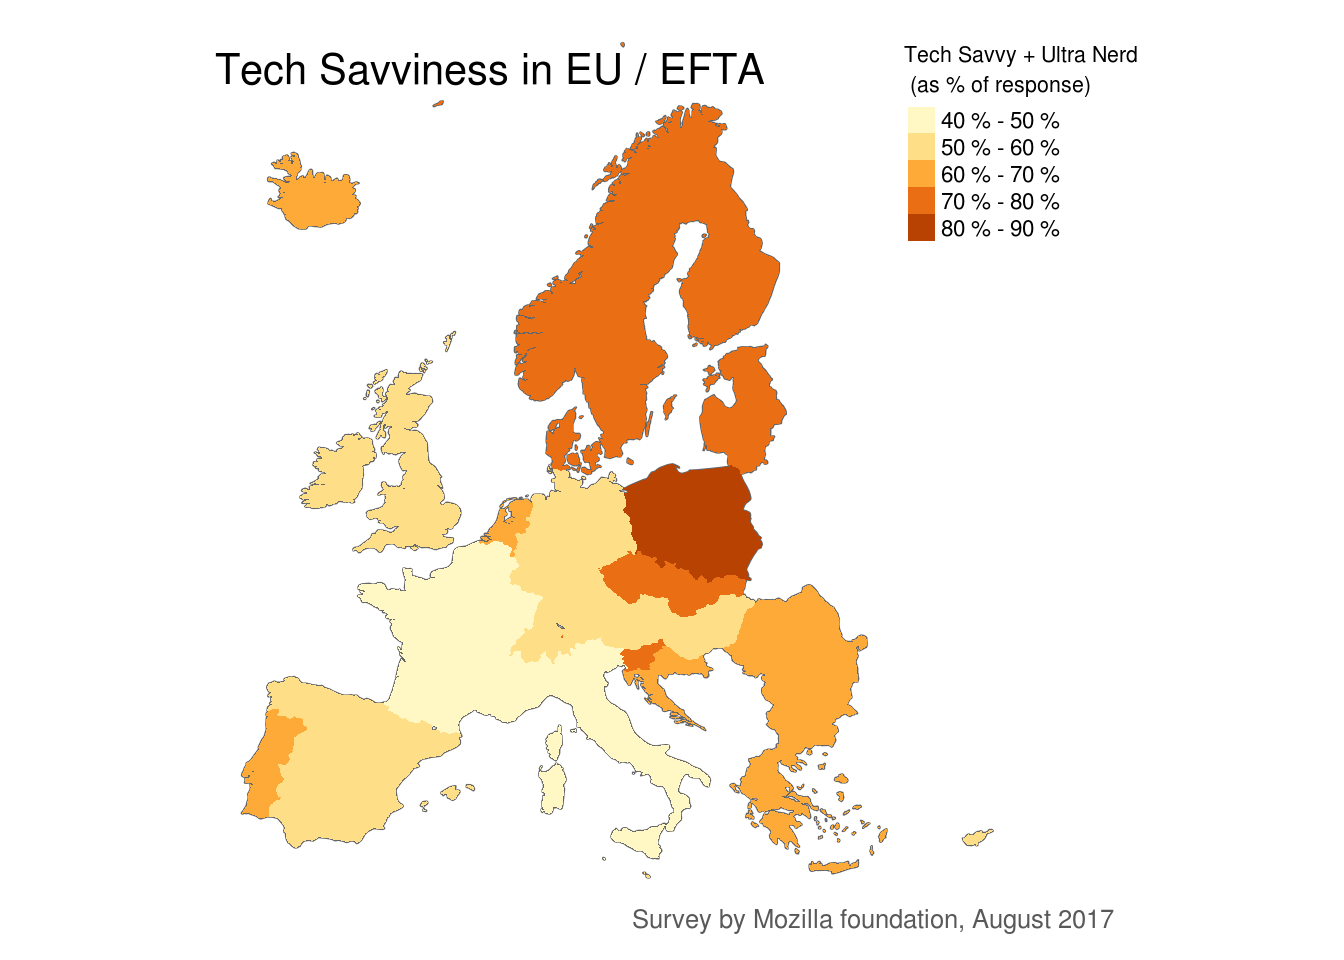 Tech Savviness in EU / EFTA
Tech Savvy + Ultra Nerd
(as % of response)
40 % - 50 %
50 % - 60 %
60 % - 70 %
70 % - 80 %
80 % - 90 %
Survey by Mozilla foundation, August 2017